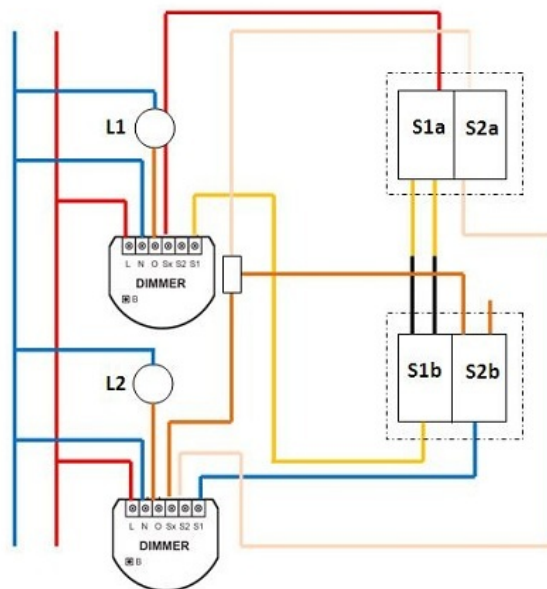 S1a S2a
L1
L N O Sx S2 S1
DIMMER
B
S1b S2b
L2
L N O Sx S2 S1
DIMMER
B